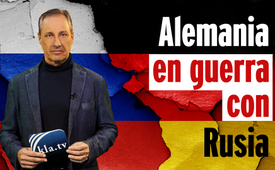 Alemania
en guerra
con
Rusia
kla.tv